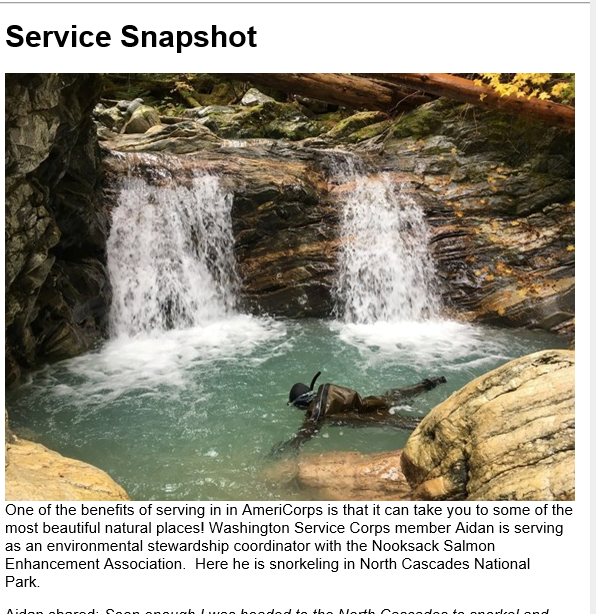 Service Snapshot
One of the benefits of serving in in AmeriCorps is that it can take you to some of the
most beautiful natural places! Washington Service Corps member Aidan is serving
as an environmental stewardship coordinator with the Nooksack Salmon
Enhancement Association.  Here he is snorkeling in North Cascades National
Park.
Aidan shared: Soon enough I was headed to the North Cascades to snorkel and